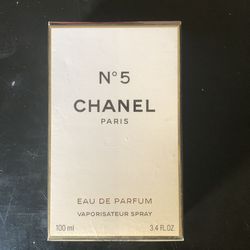 N°5
CHANEL
PARIS
EAU DE PARFUM
VAPORISATEUR SPRAY
100 ml 3.4 FL.OZ.